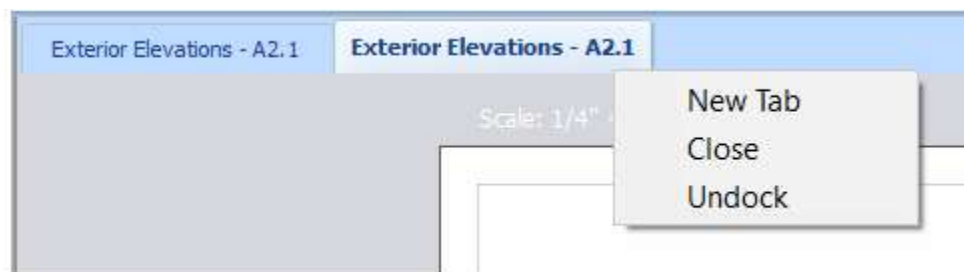 Exterior Elevations - A2.1
Exterior Elevations - A2.1
Scale: 1/4"
New Tab
Close
Undock